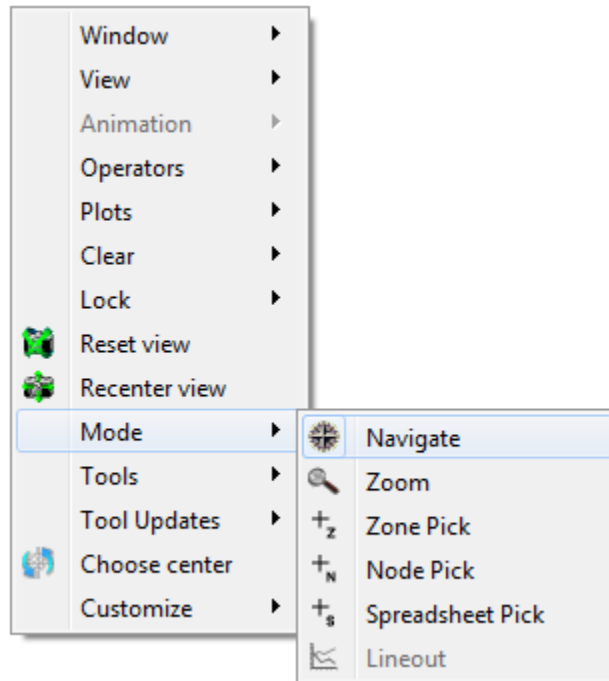 Window
View
Animation
Operators
Plots
Clear
Lock
Reset view
Recenter view
Mode
Tools
Tool Updates
Choose center
Customize
Navigate
Zoom
Z Zone Pick
N Node Pick
S Spreadsheet Pick
Lineout